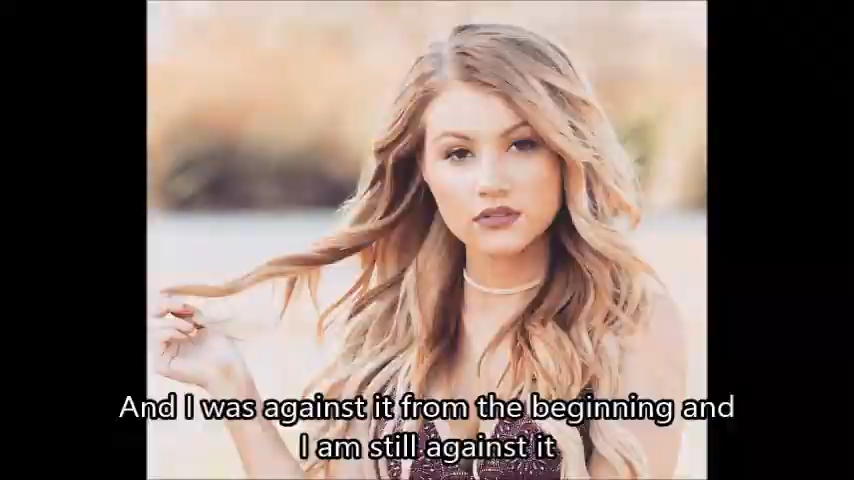 And I was against it from the beginning and
I am still against it